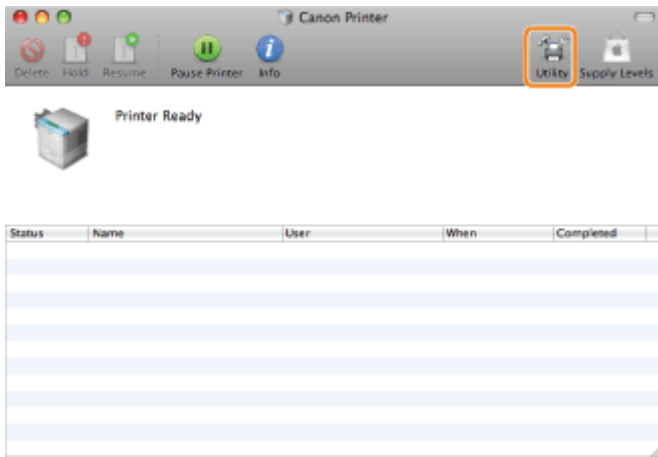 Canon Printer
Delete Hold Resume Pause Printer Info Utility Supply Levels
Printer Ready
Status Name User When Completed